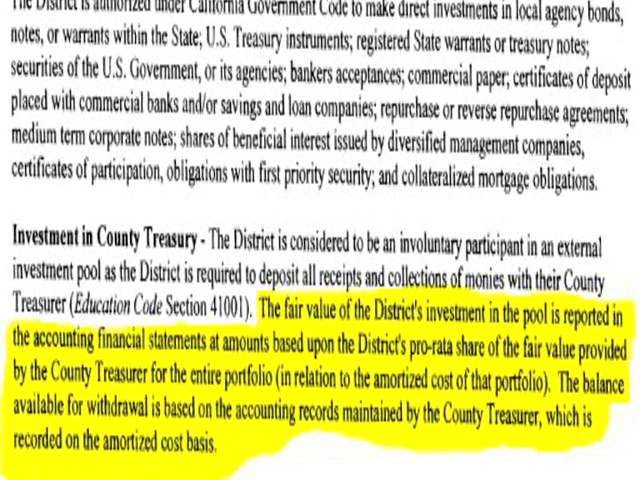 The District is authorized under California Government Code to make direct investments in local agency bonds,
notes, or warrants within the State; U.S. Treasury instruments; registered State warrants or treasury notes;
securities of the U.S. Government, or its agencies; bankers acceptances; commercial paper; certificates of deposit
placed with commercial banks and/or savings and loan companies; repurchase or reverse repurchase agreements;
medium term corporate notes; shares of beneficial interest issued by diversified management companies,
certificates of participation, obligations with first priority security; and collateralized mortgage obligations.
Investment in County Treasury - The District is considered to be an involuntary participant in an external
investment pool as the District is required to deposit all receipts and collections of monies with their County
Treasurer (Education Code Section 41001). The fair value of the District's investment in the pool is reported in
the accounting financial statements at amounts based upon the District's pro-rata share of the fair value provided
by the County Treasurer for the entire portfolio (in relation to the amortized cost of that portfolio). The balance
available for withdrawal is based on the accounting records maintained by the County Treasurer, which is
recorded on the amortized cost basis.